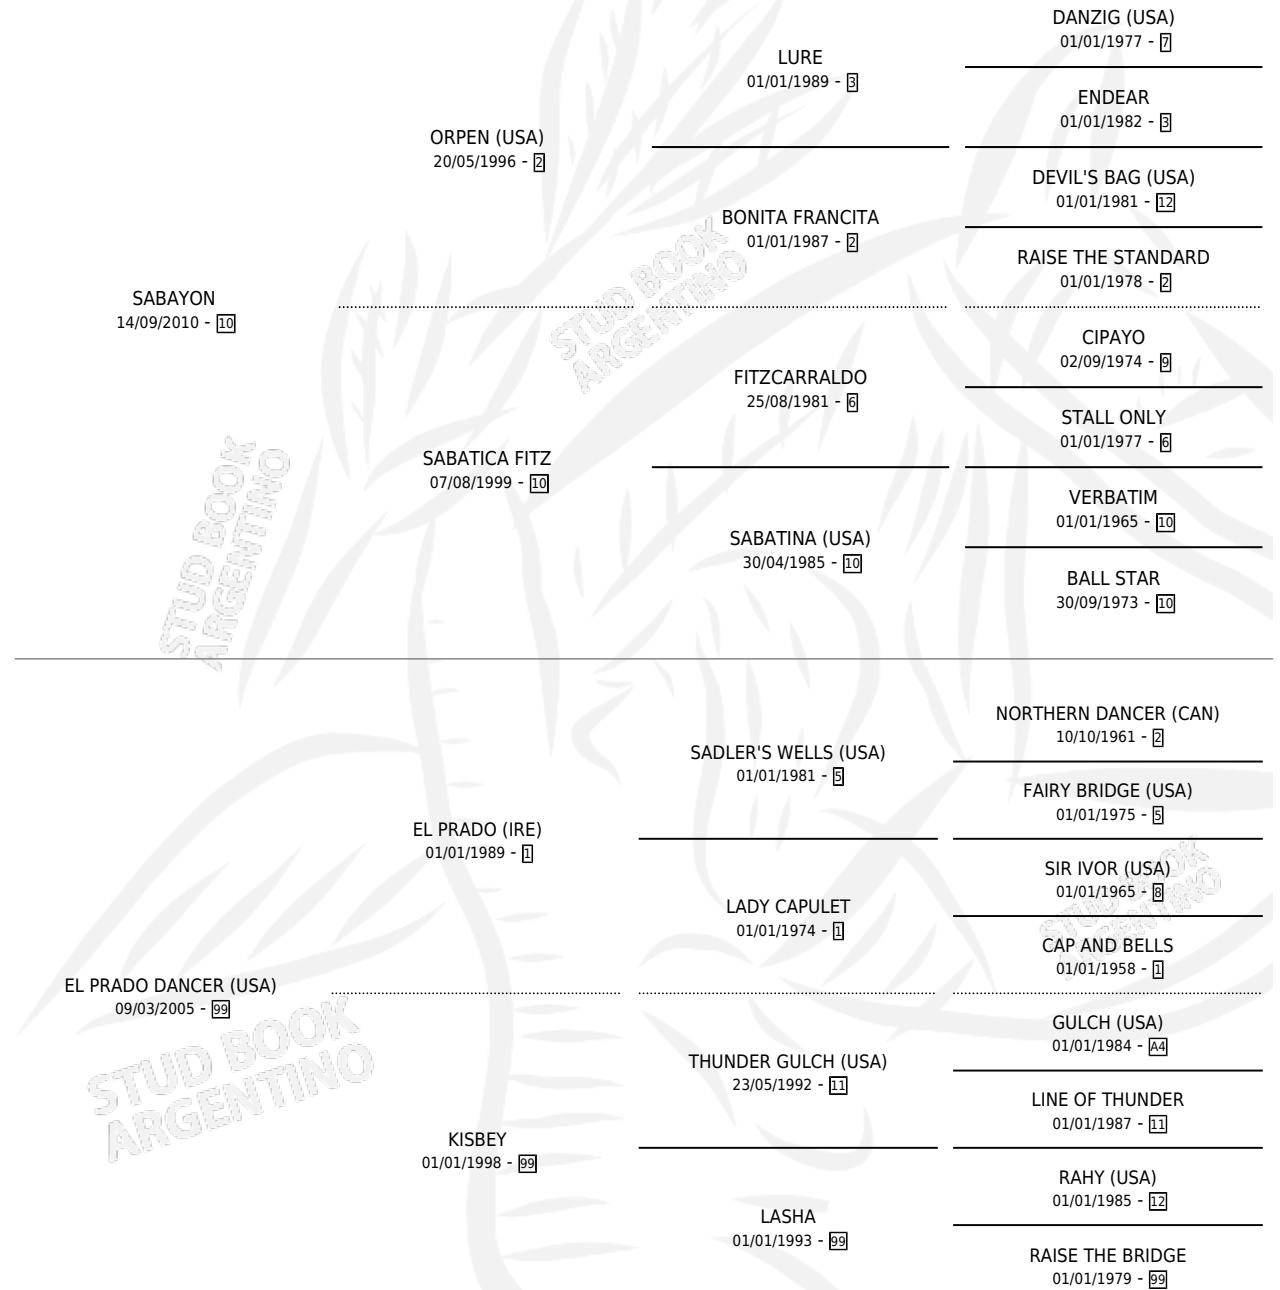 DANZIG (USA)
01/01/1977 - 7
LURE
01/01/1989 - 3
ENDEAR
01/01/1982 - 3
ORPEN (USA)
20/05/1996 - 2
DEVIL'S BAG (USA)
01/01/1981 - 12
BONITA FRANCITA
01/01/1987 - 2
RAISE THE STANDARD
01/01/1978 - 2
SABAYON
14/09/2010 - 10
CIPAYO
02/09/1974 - 9
FITZCARRALDO
25/08/1981 - 6
STALL ONLY
01/01/1977 - 6
SABATICA FITZ
07/08/1999 - 10
VERBATIM
01/01/1965 - 10
SABATINA (USA)
30/04/1985 - 10
BALL STAR
30/09/1973 - 10
NORTHERN DANCER (CAN)
10/10/1961 - 2
SADLER'S WELLS (USA)
01/01/1981 - 5
FAIRY BRIDGE (USA)
01/01/1975 - 5
EL PRADO (IRE)
01/01/1989 - 1
SIR IVOR (USA)
01/01/1965 - 8
LADY CAPULET
01/01/1974 - 1
CAP AND BELLS
01/01/1958 - 1
EL PRADO DANCER (USA)
09/03/2005 - 99
GULCH (USA)
01/01/1984 - A4
THUNDER GULCH (USA)
23/05/1992 - 11
LINE OF THUNDER
01/01/1987 - 11
KISBEY
01/01/1998 - 99
RAHY (USA)
01/01/1985 - 12
LASHA
01/01/1993 - 99
RAISE THE BRIDGE
01/01/1979 - 99
STUD BOOK
ARGENTINO
STUD BOOK
ARGENTINO
STUD BOOK
ARGENTINO
STUD BOOK
ARGENTINO